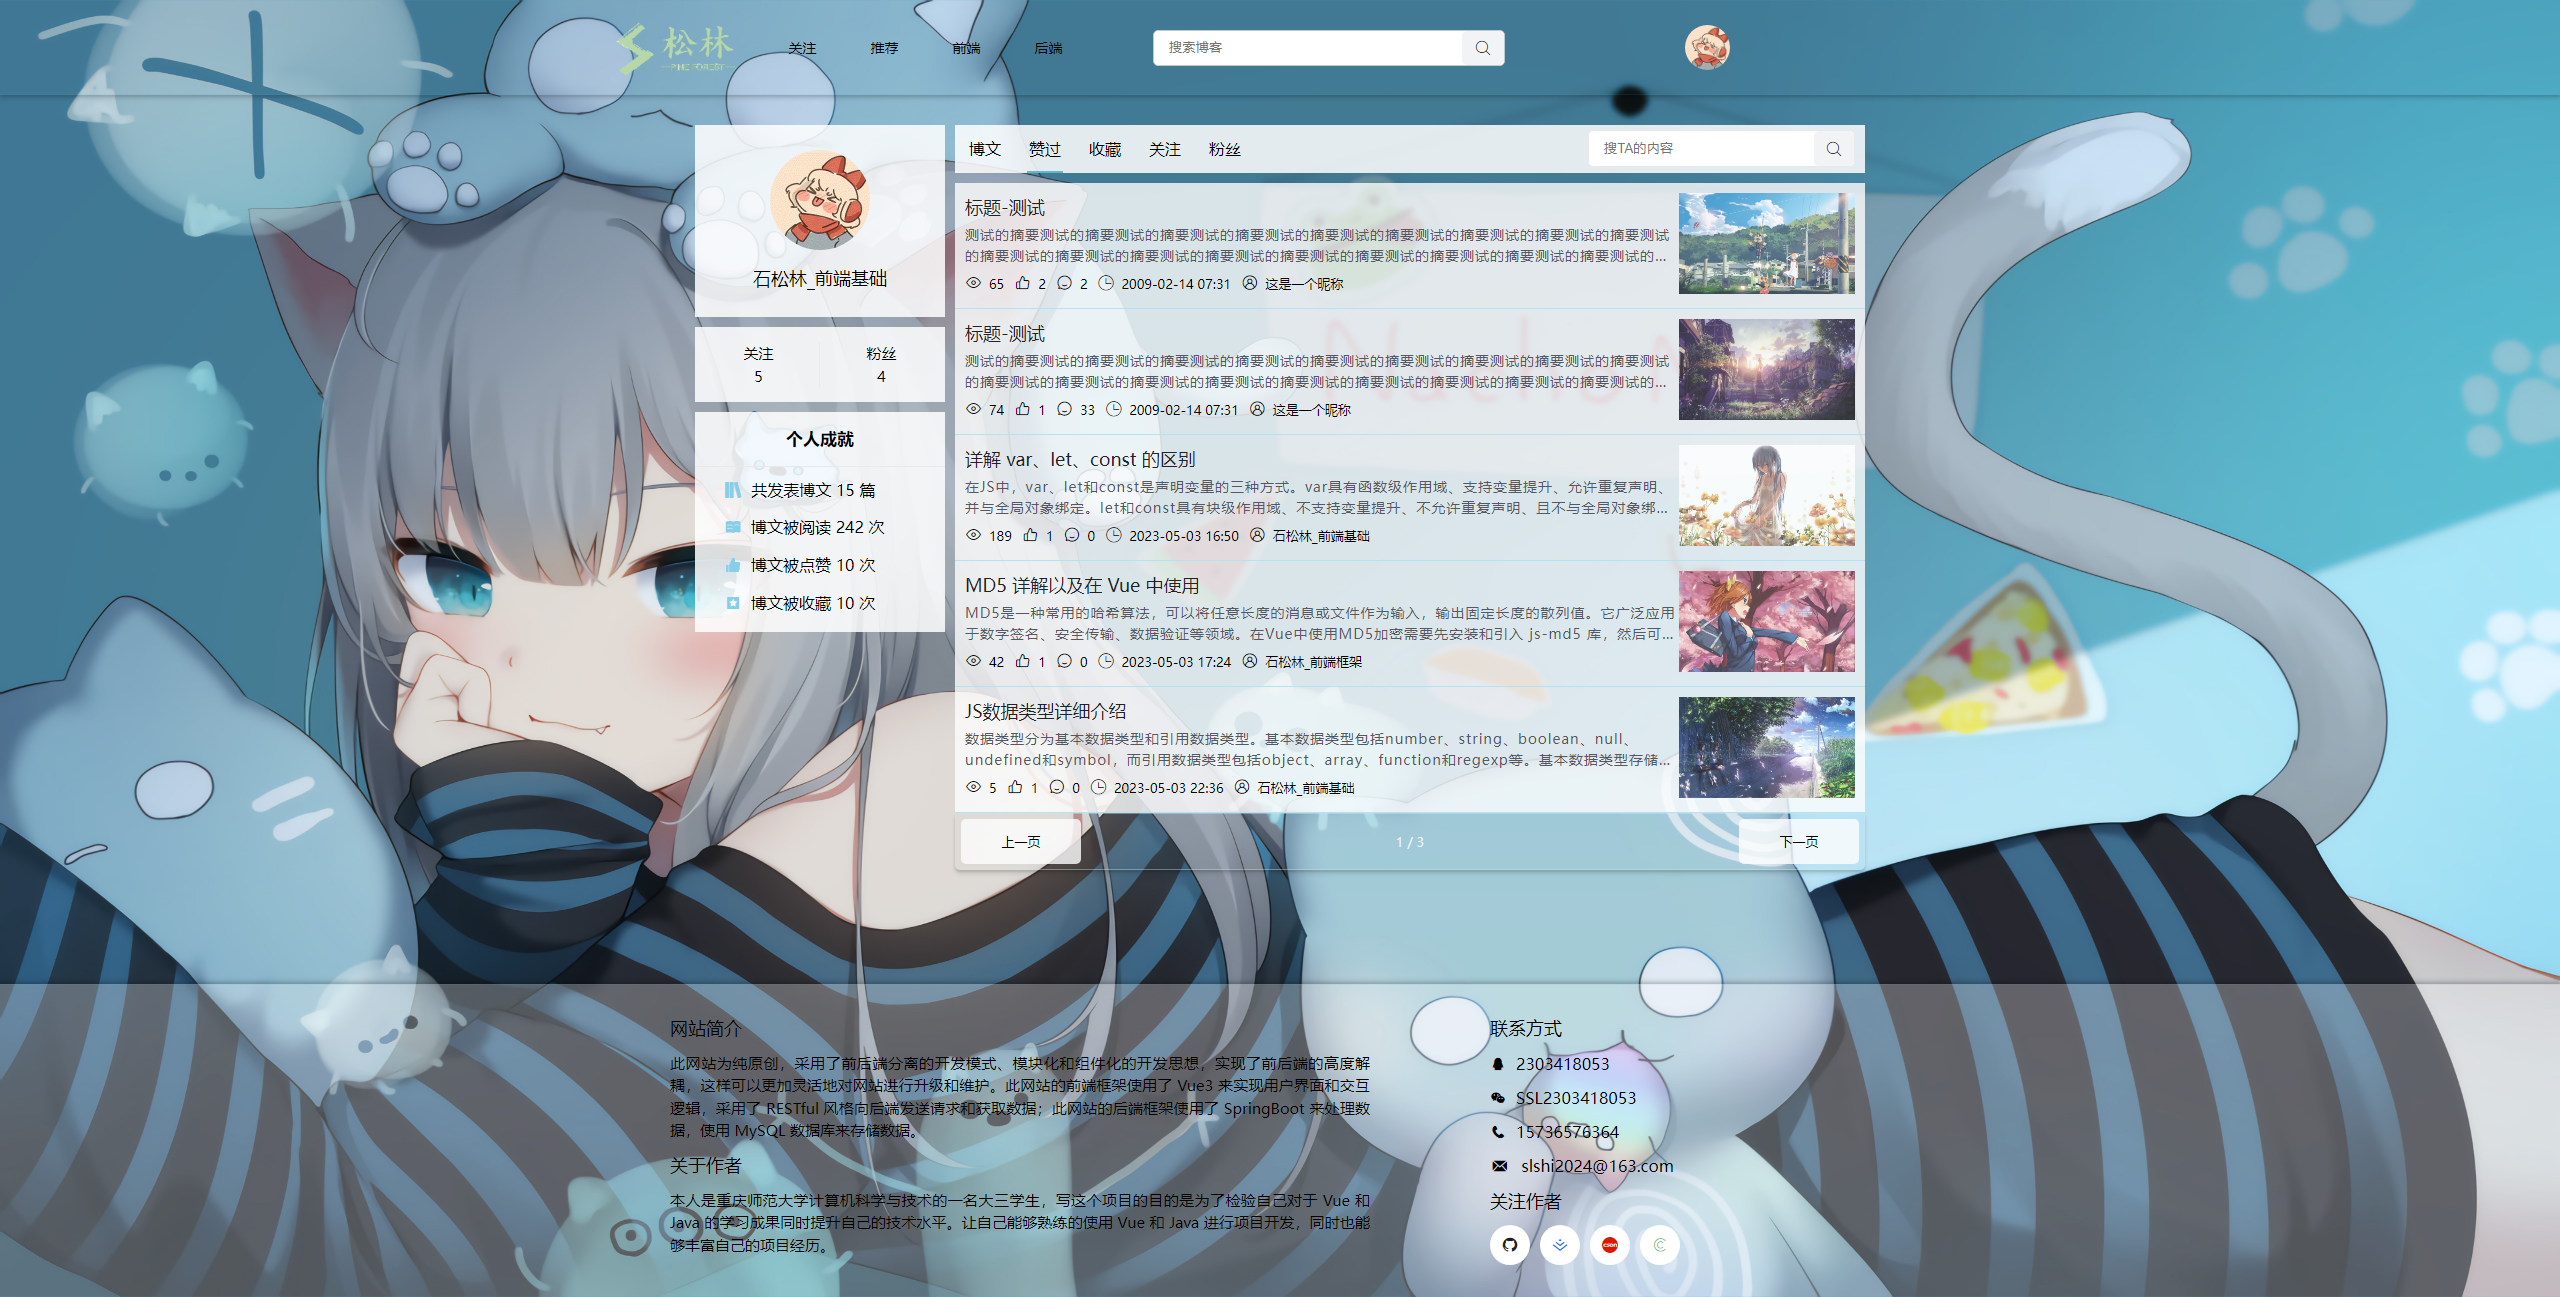 松林
PINE FOREST
关注
推荐
前端
后端
搜索博客
石松林_前端基础
关注
粉丝
5
4
个人成就
共发表博文 15 篇
博文被阅读 242 次
博文被点赞 10 次
博文被收藏 10 次
博文
赞过
收藏
关注
粉丝
搜TA的内容
标题-测试
测试的摘要测试的摘要测试的摘要测试的摘要测试的摘要测试的摘要测试的摘要测试的摘要测试的摘要测试
的摘要测试的摘要测试的摘要测试的摘要测试的摘要测试的摘要测试的摘要测试的摘要测试的摘要测试的...
65 2 2 2009-02-14 07:31 这是一个昵称
标题-测试
测试的摘要测试的摘要测试的摘要测试的摘要测试的摘要测试的摘要测试的摘要测试的摘要测试的摘要测试
的摘要测试的摘要测试的摘要测试的摘要测试的摘要测试的摘要测试的摘要测试的摘要测试的摘要测试的...
74 1 33 2009-02-14 07:31 这是一个昵称
详解 var、let、const 的区别
在JS中，var、let和const是声明变量的三种方式。var具有函数级作用域、支持变量提升、允许重复声明、
并与全局对象绑定。let和const具有块级作用域、不支持变量提升、不允许重复声明、且不与全局对象绑...
189 1 0 2023-05-03 16:50 石松林_前端基础
MD5 详解以及在 Vue 中使用
MD5是一种常用的哈希算法，可以将任意长度的消息或文件作为输入，输出固定长度的散列值。它广泛应用
于数字签名、安全传输、数据验证等领域。在Vue中使用MD5加密需要先安装和引入 js-md5 库，然后可...
42 1 0 2023-05-03 17:24 石松林_前端框架
JS数据类型详细介绍
数据类型分为基本数据类型和引用数据类型。基本数据类型包括number、string、boolean、null、
undefined和symbol，而引用数据类型包括object、array、function和regexp等。基本数据类型存储...
5 1 0 2023-05-03 22:36 石松林_前端基础
上一页
1 / 3
下一页
网站简介
此网站为纯原创，采用了前后端分离的开发模式、模块化和组件化的开发思想，实现了前后端的高度解
耦，这样可以更加灵活地对网站进行升级和维护。此网站的前端框架使用了 Vue3 来实现用户界面和交互
逻辑，采用了 RESTful 风格向后端发送请求和获取数据；此网站的后端框架使用了 SpringBoot 来处理数
据，使用 MySQL 数据库来存储数据。
关于作者
本人是重庆师范大学计算机科学与技术的一名大三学生，写这个项目的目的是为了检验自己对于 Vue 和
Java 的学习成果同时提升自己的技术水平。让自己能够熟练的使用 Vue 和 Java 进行项目开发，同时也能
够丰富自己的项目经历。
联系方式
2303418053
SSL2303418053
15736576364
slshi2024@163.com
关注作者
CSDN